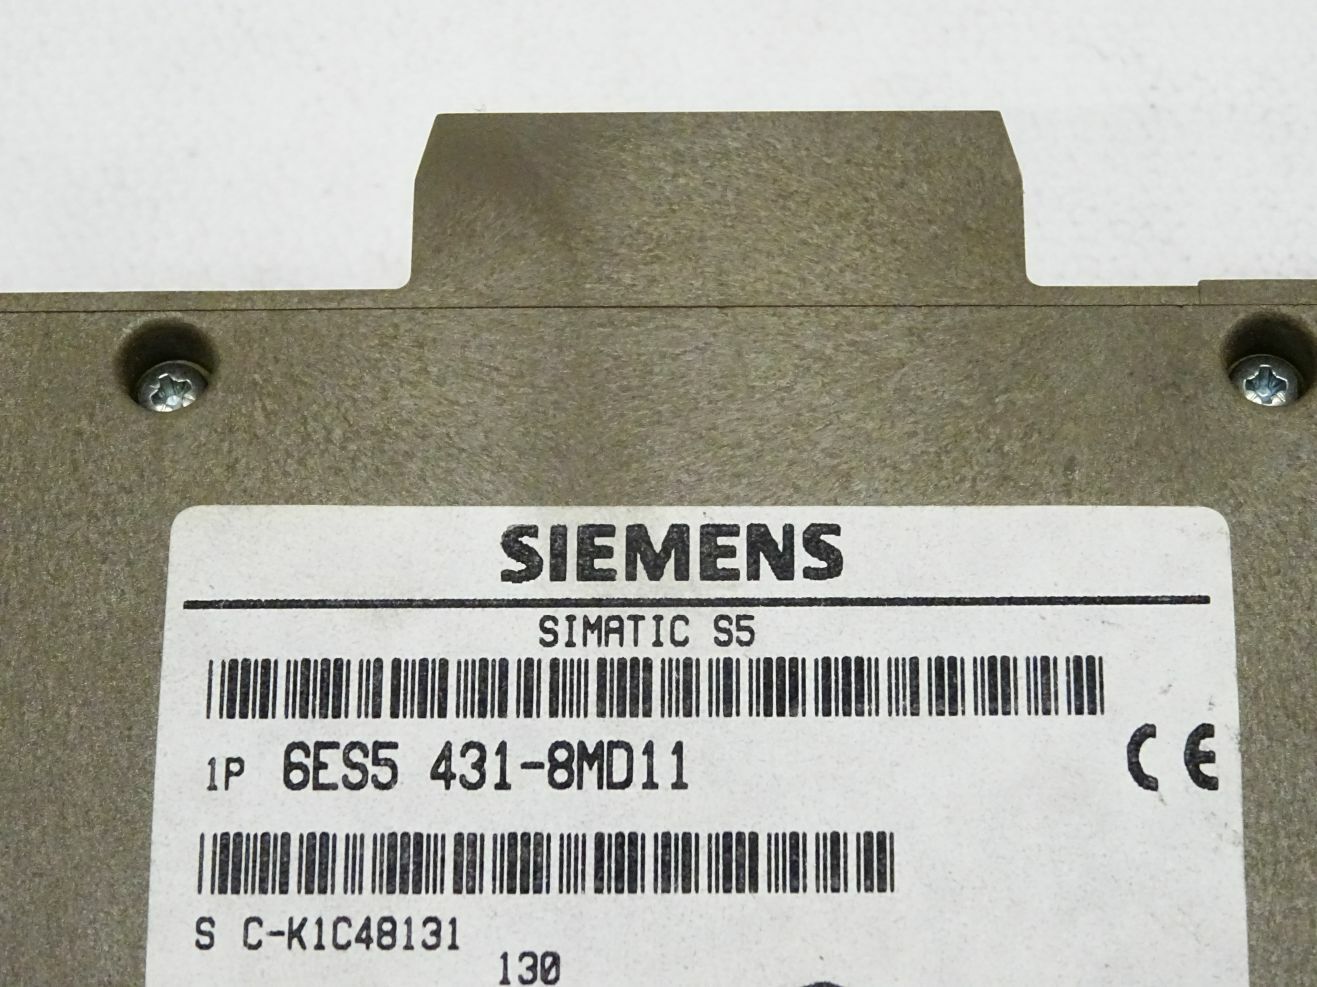 SIEMENS
SIMATIC S5
1P 6ES5 431-8MD11
CE
S C-K1C48131
130